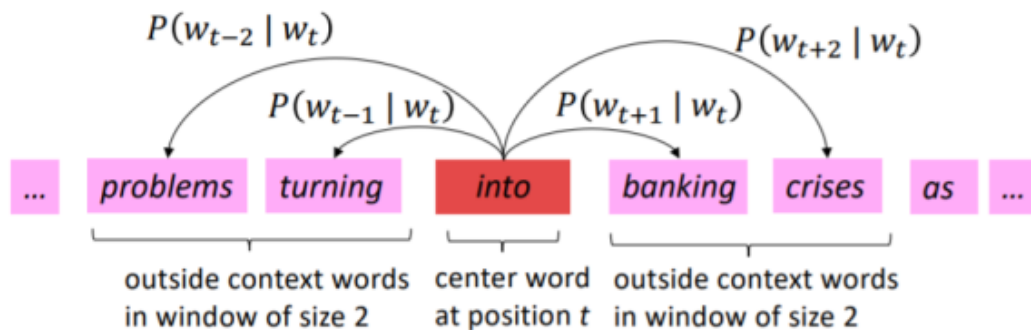 P(w_{t−2} | w_t)
P(w_{t+2} | w_t)
P(w_{t−1} | w_t)
P(w_{t+1} | w_t)
... problems turning into banking crises as ...
outside context words
in window of size 2
center word
at position t
outside context words
in window of size 2